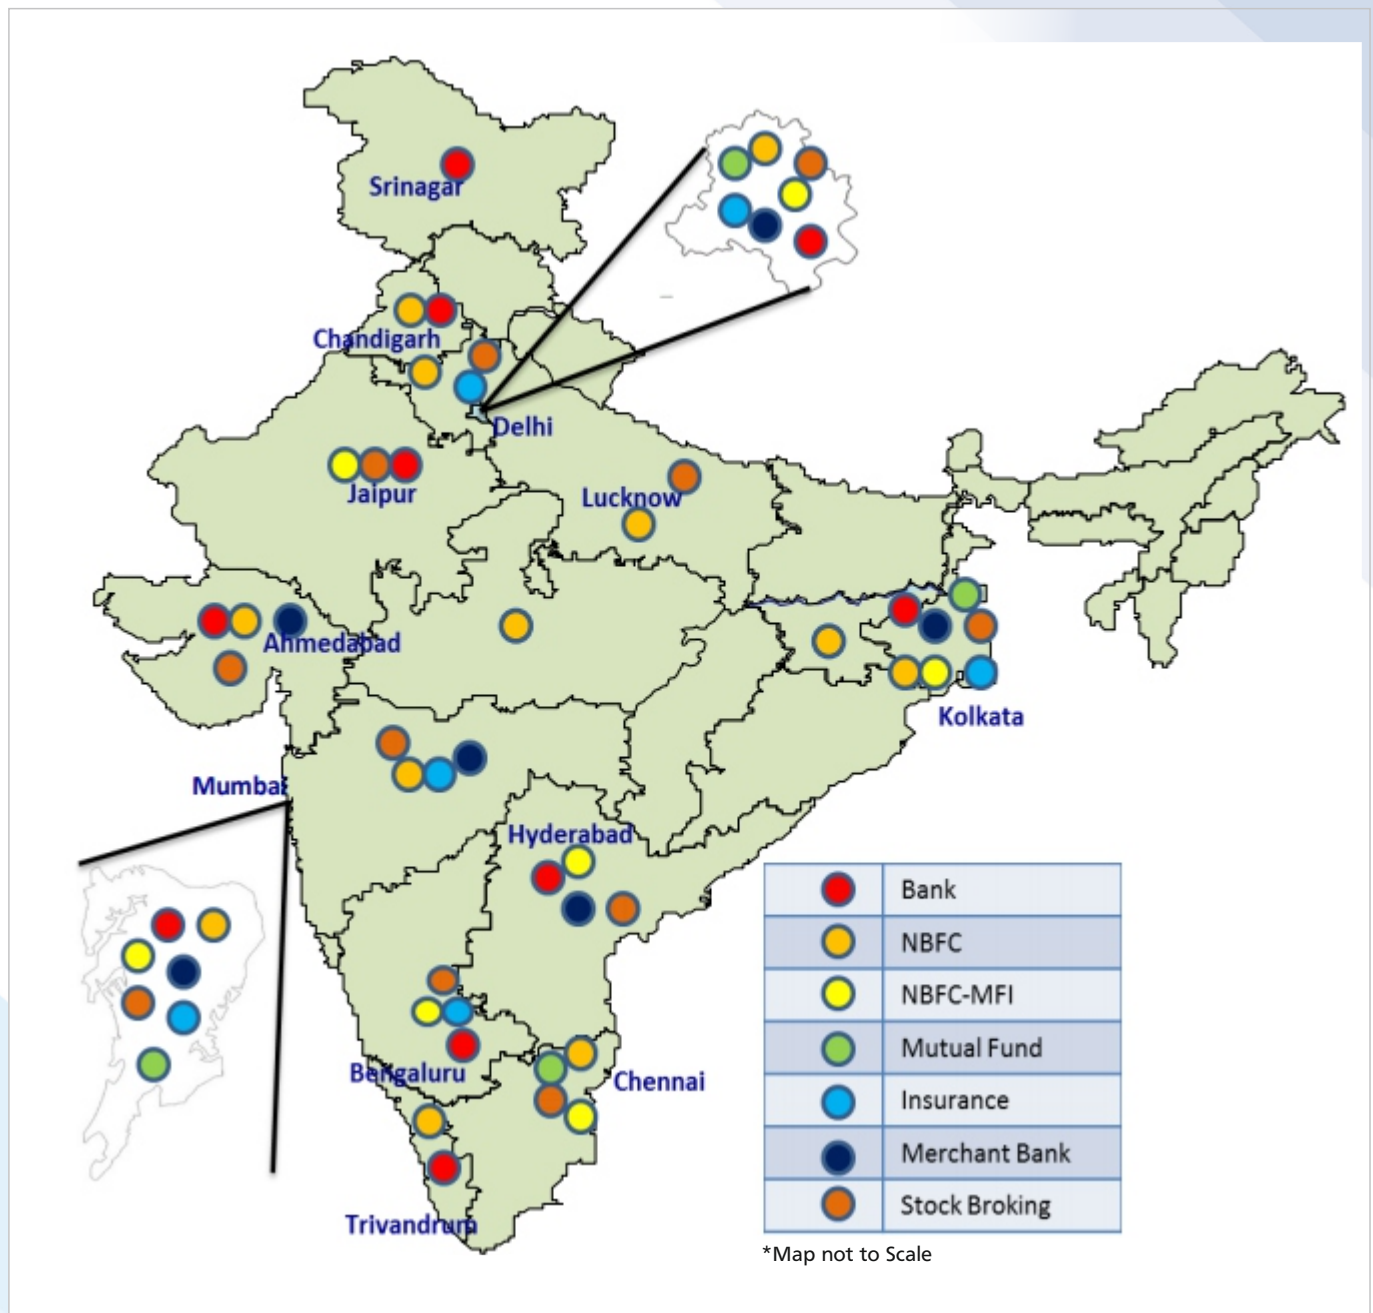 Srinagar
Chandigarh
Delhi
Jaipur
Lucknow
Ahmedabad
Kolkata
Mumbai
Hyderabad
Bengaluru
Chennai
Trivandrum
Bank
NBFC
NBFC-MFI
Mutual Fund
Insurance
Merchant Bank
Stock Broking
*Map not to Scale